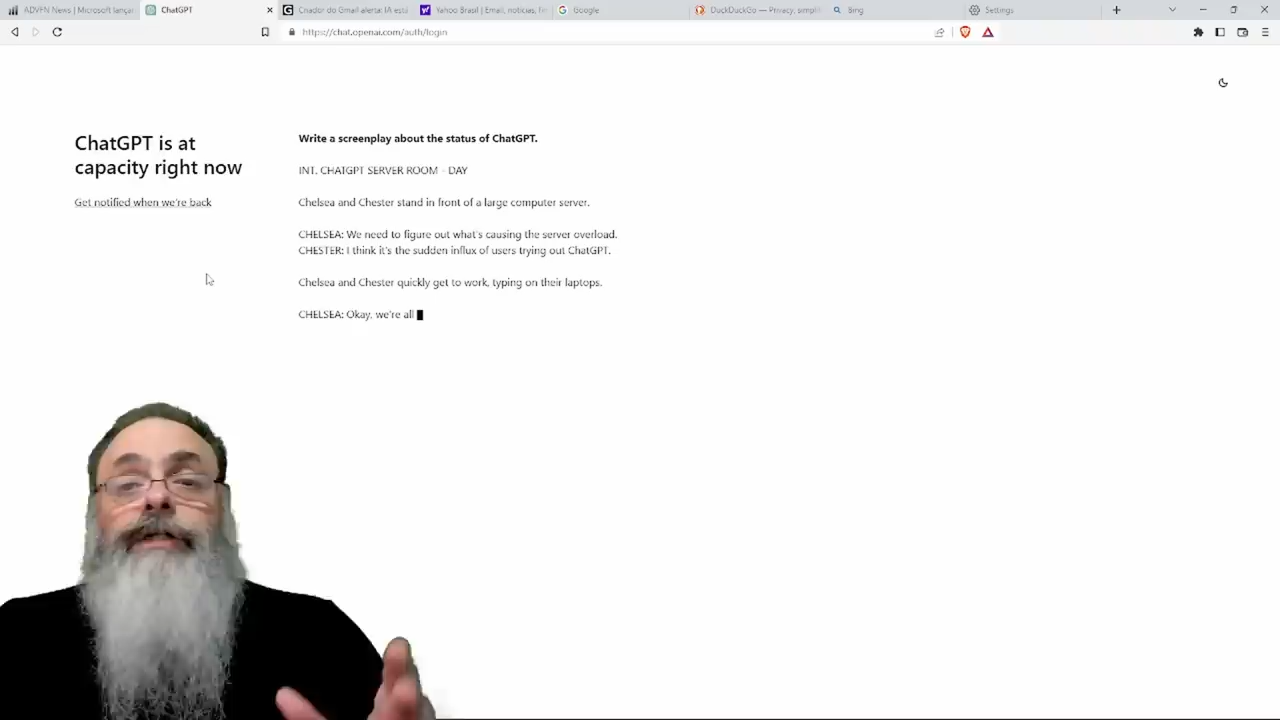 ADVFN News | Microsoft lança
ChatGPT
Criador do Gmail alerta: IA está
Yahoo Brasil | Email, notícias,
Google
DuckDuckGo — Privacy, simplifi
Bing
Settings
https://chat.openai.com/auth/login
ChatGPT is at
capacity right now
Get notified when we're back
Write a screenplay about the status of ChatGPT.
INT. CHATGPT SERVER ROOM - DAY
Chelsea and Chester stand in front of a large computer server.
CHELSEA: We need to figure out what's causing the server overload.
CHESTER: I think it's the sudden influx of users trying out ChatGPT.
Chelsea and Chester quickly get to work, typing on their laptops.
CHELSEA: Okay, we're all